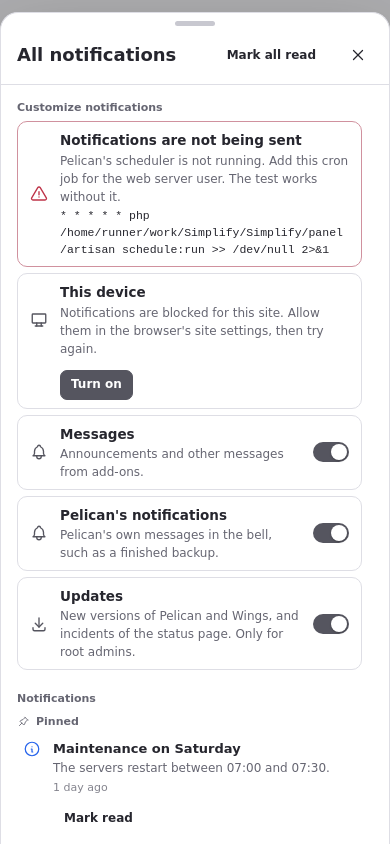 All notifications
Mark all read
Customize notifications
Notifications are not being sent
Pelican's scheduler is not running. Add this cron
job for the web server user. The test works
without it.
* * * * * php
/home/runner/work/Simplify/Simplify/panel
/artisan schedule:run >> /dev/null 2>&1
This device
Notifications are blocked for this site. Allow
them in the browser's site settings, then try
again.
Turn on
Messages
Announcements and other messages
from add-ons.
Pelican's notifications
Pelican's own messages in the bell,
such as a finished backup.
Updates
New versions of Pelican and Wings, and
incidents of the status page. Only for
root admins.
Notifications
Pinned
Maintenance on Saturday
The servers restart between 07:00 and 07:30.
1 day ago
Mark read